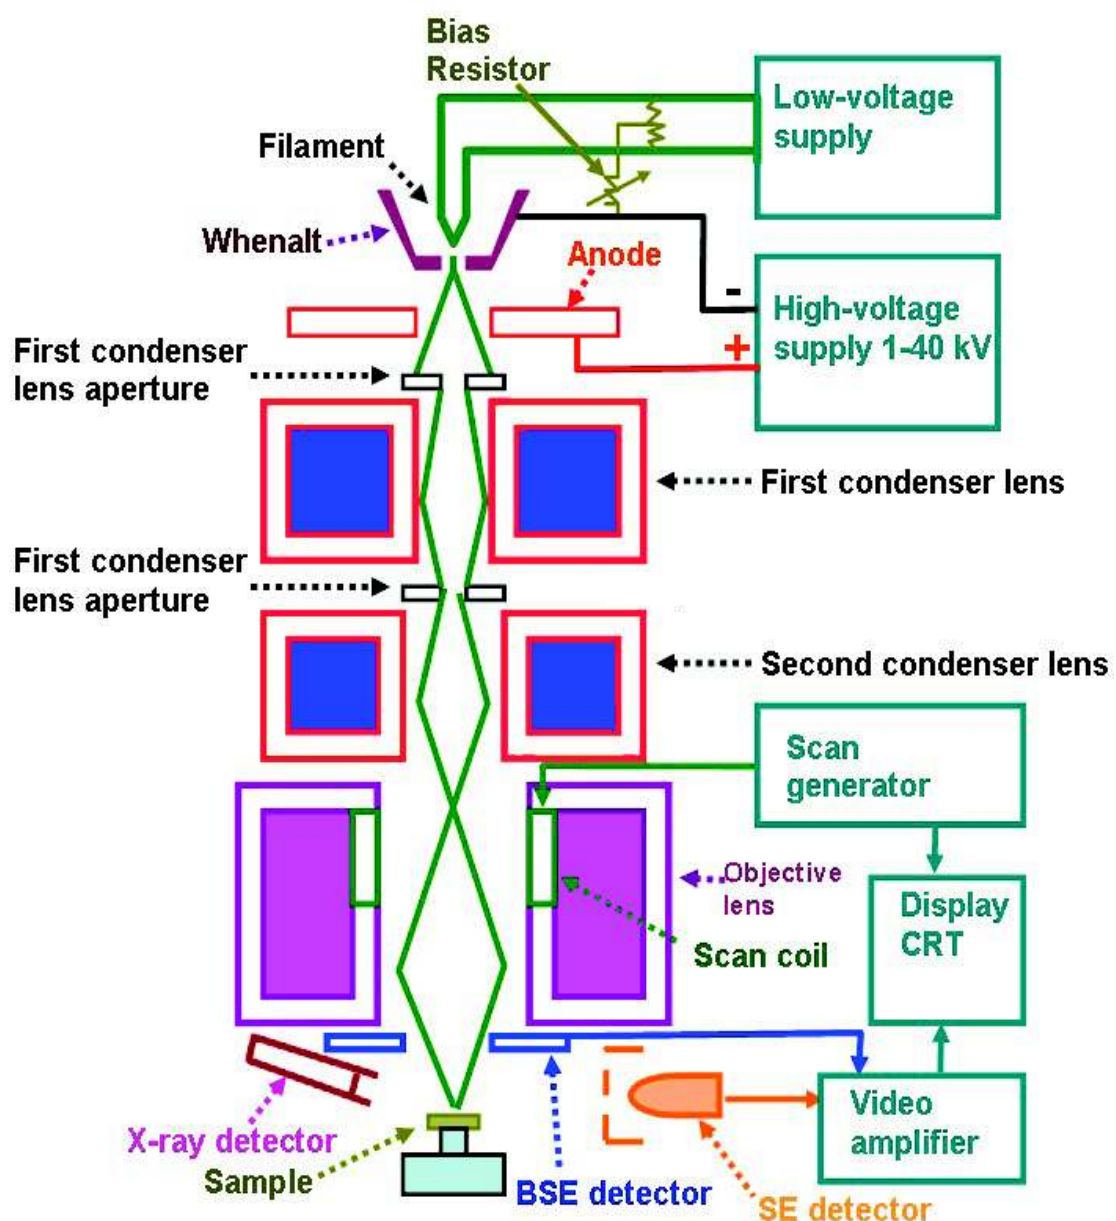 Bias
Resistor
Low-voltage
supply
Filament
Whenalt
Anode
-
High-voltage
supply 1-40 kV
+
First condenser
lens aperture
First condenser lens
First condenser
lens aperture
Second condenser lens
Scan
generator
Objective
lens
Display
CRT
Scan coil
Video
amplifier
X-ray detector
Sample
BSE detector
SE detector